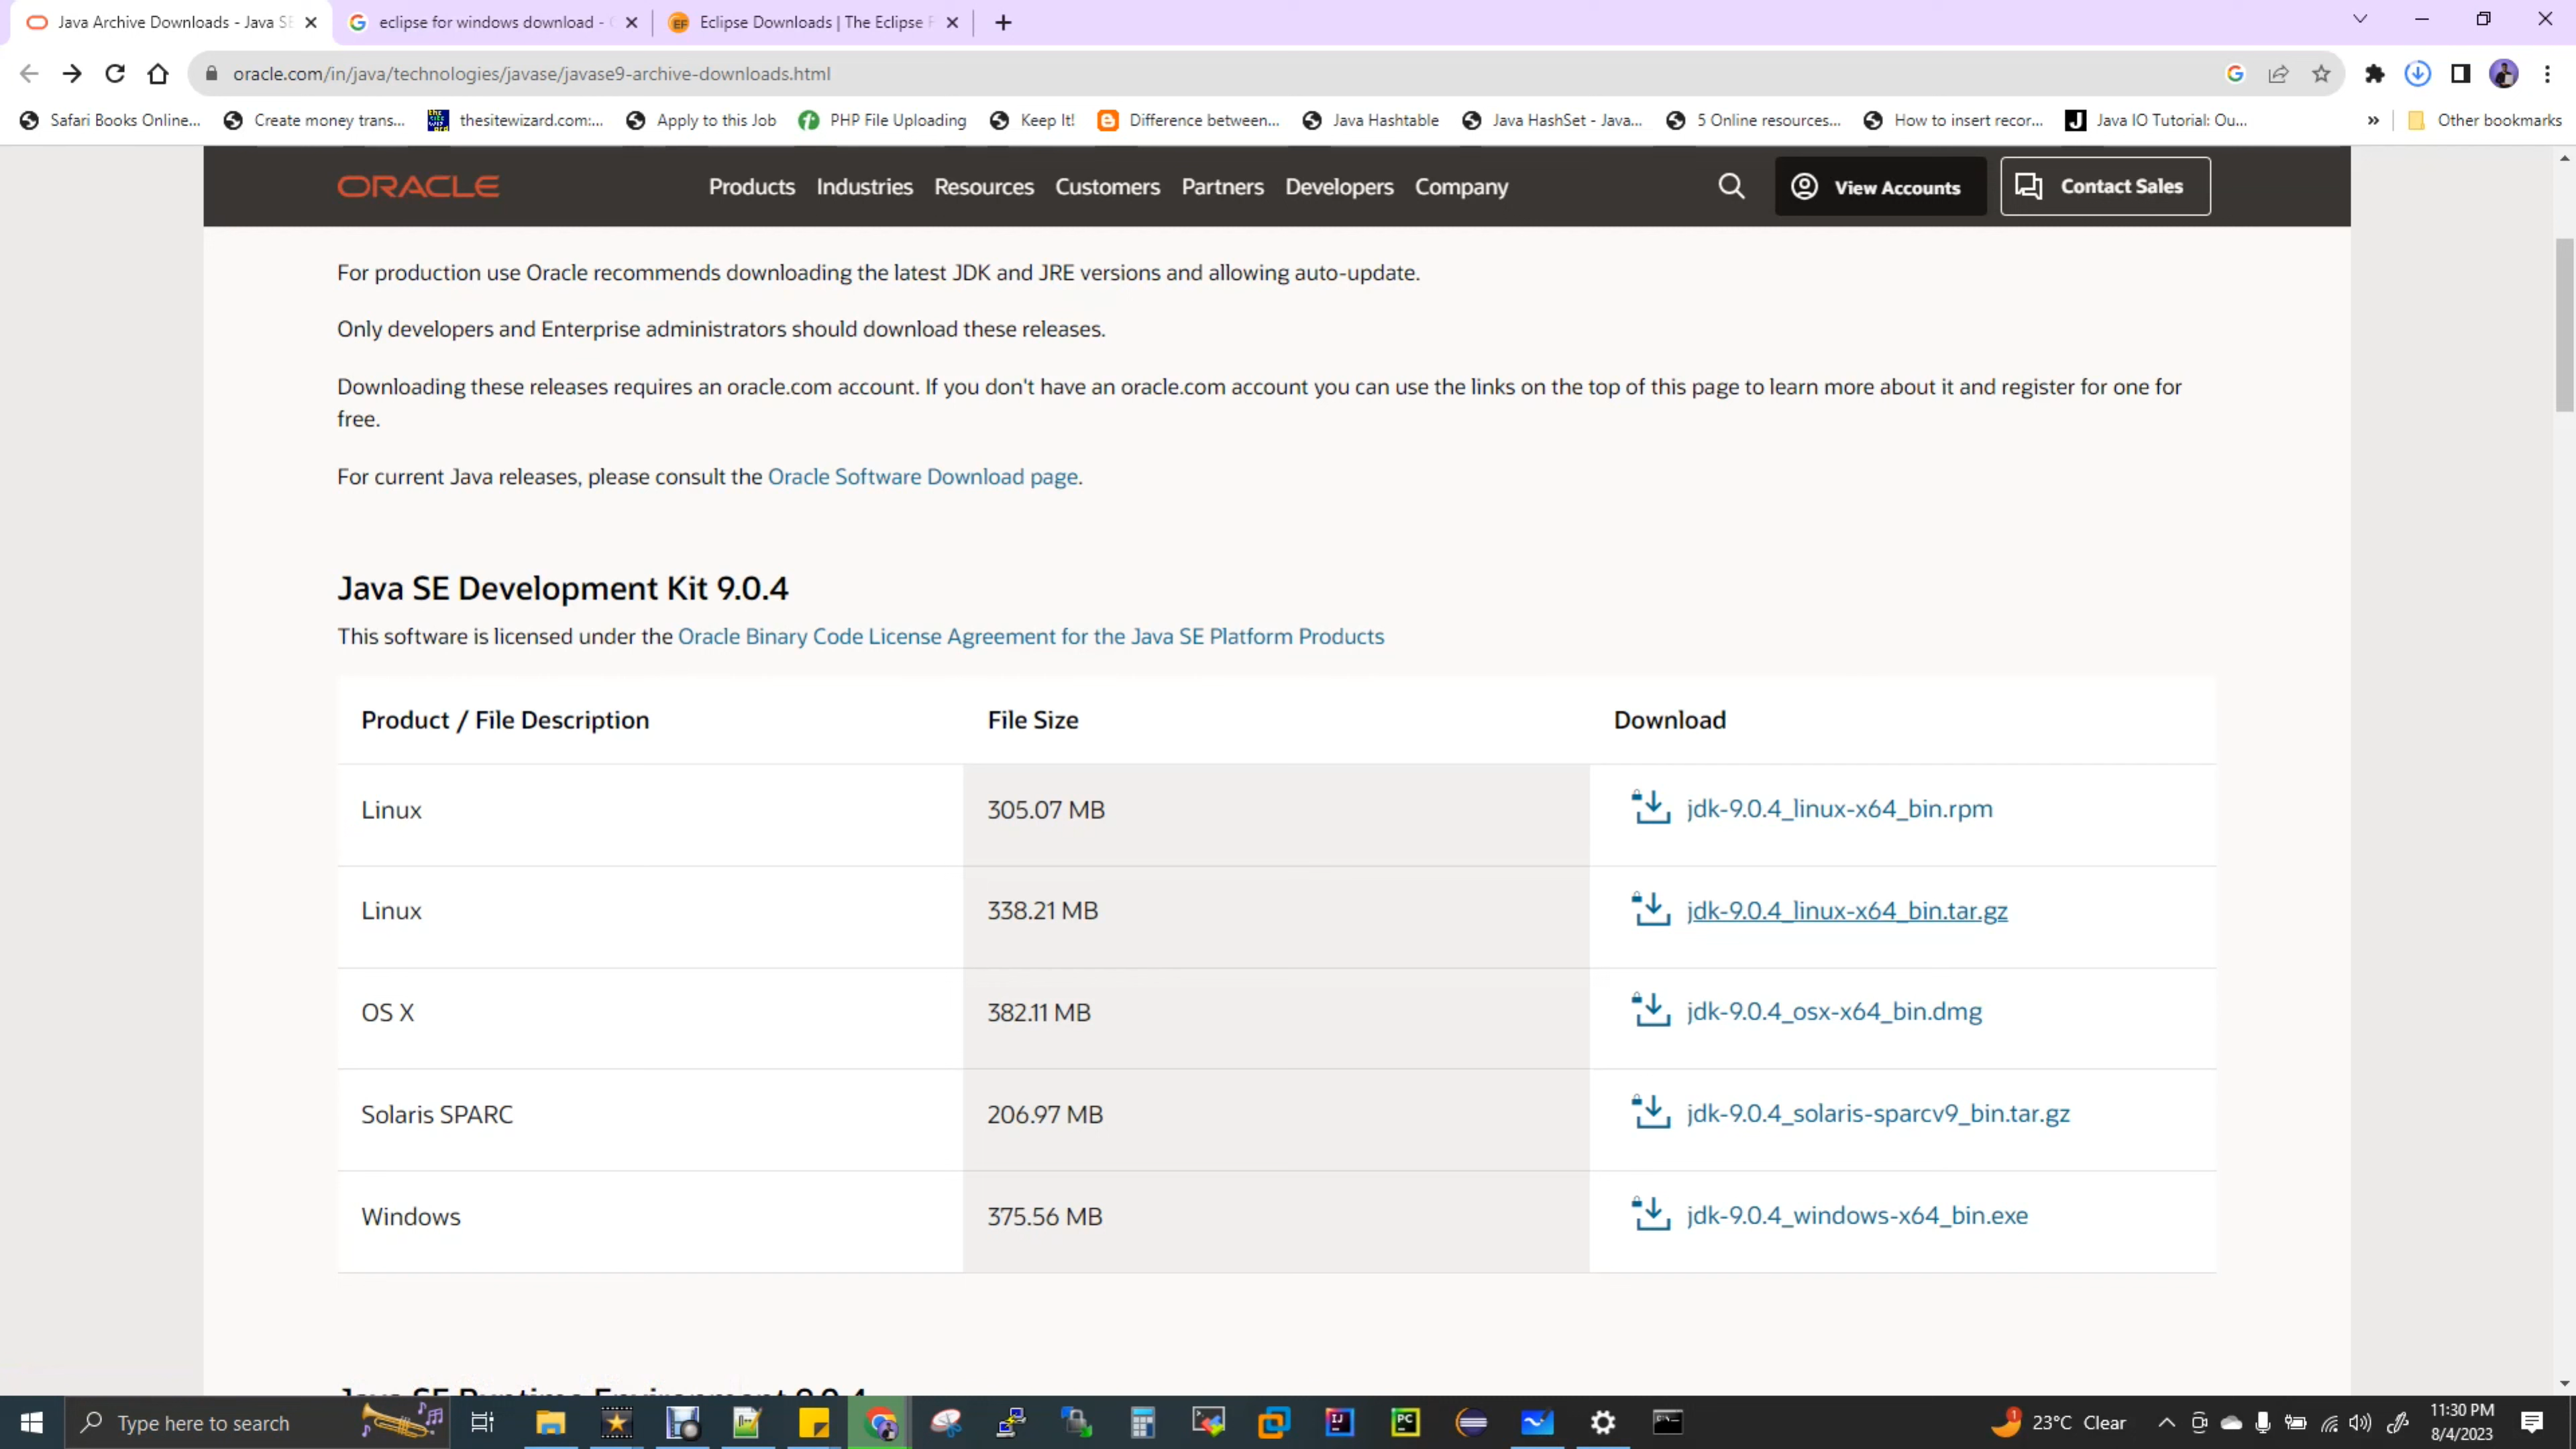 Java Archive Downloads - Java SE
eclipse for windows download -
Eclipse Downloads | The Eclipse F
oracle.com/in/java/technologies/javase/javase9-archive-downloads.html
Safari Books Online...
Create money trans...
thesitewizard.com:...
Apply to this Job
PHP File Uploading
Keep It!
Difference between...
Java Hashtable
Java HashSet - Java...
5 Online resources...
How to insert recor...
Java IO Tutorial: Ou...
»
Other bookmarks
ORACLE
Products
Industries
Resources
Customers
Partners
Developers
Company
View Accounts
Contact Sales
For production use Oracle recommends downloading the latest JDK and JRE versions and allowing auto-update.
Only developers and Enterprise administrators should download these releases.
Downloading these releases requires an oracle.com account. If you don't have an oracle.com account you can use the links on the top of this page to learn more about it and register for one for
free.
For current Java releases, please consult the Oracle Software Download page.
Java SE Development Kit 9.0.4
This software is licensed under the Oracle Binary Code License Agreement for the Java SE Platform Products
Product / File Description
File Size
Download
Linux
305.07 MB
jdk-9.0.4_linux-x64_bin.rpm
Linux
338.21 MB
jdk-9.0.4_linux-x64_bin.tar.gz
OS X
382.11 MB
jdk-9.0.4_osx-x64_bin.dmg
Solaris SPARC
206.97 MB
jdk-9.0.4_solaris-sparcv9_bin.tar.gz
Windows
375.56 MB
jdk-9.0.4_windows-x64_bin.exe
Java SE Runtime Environment 9.0.4
Type here to search
23°C Clear
11:30 PM
8/4/2023